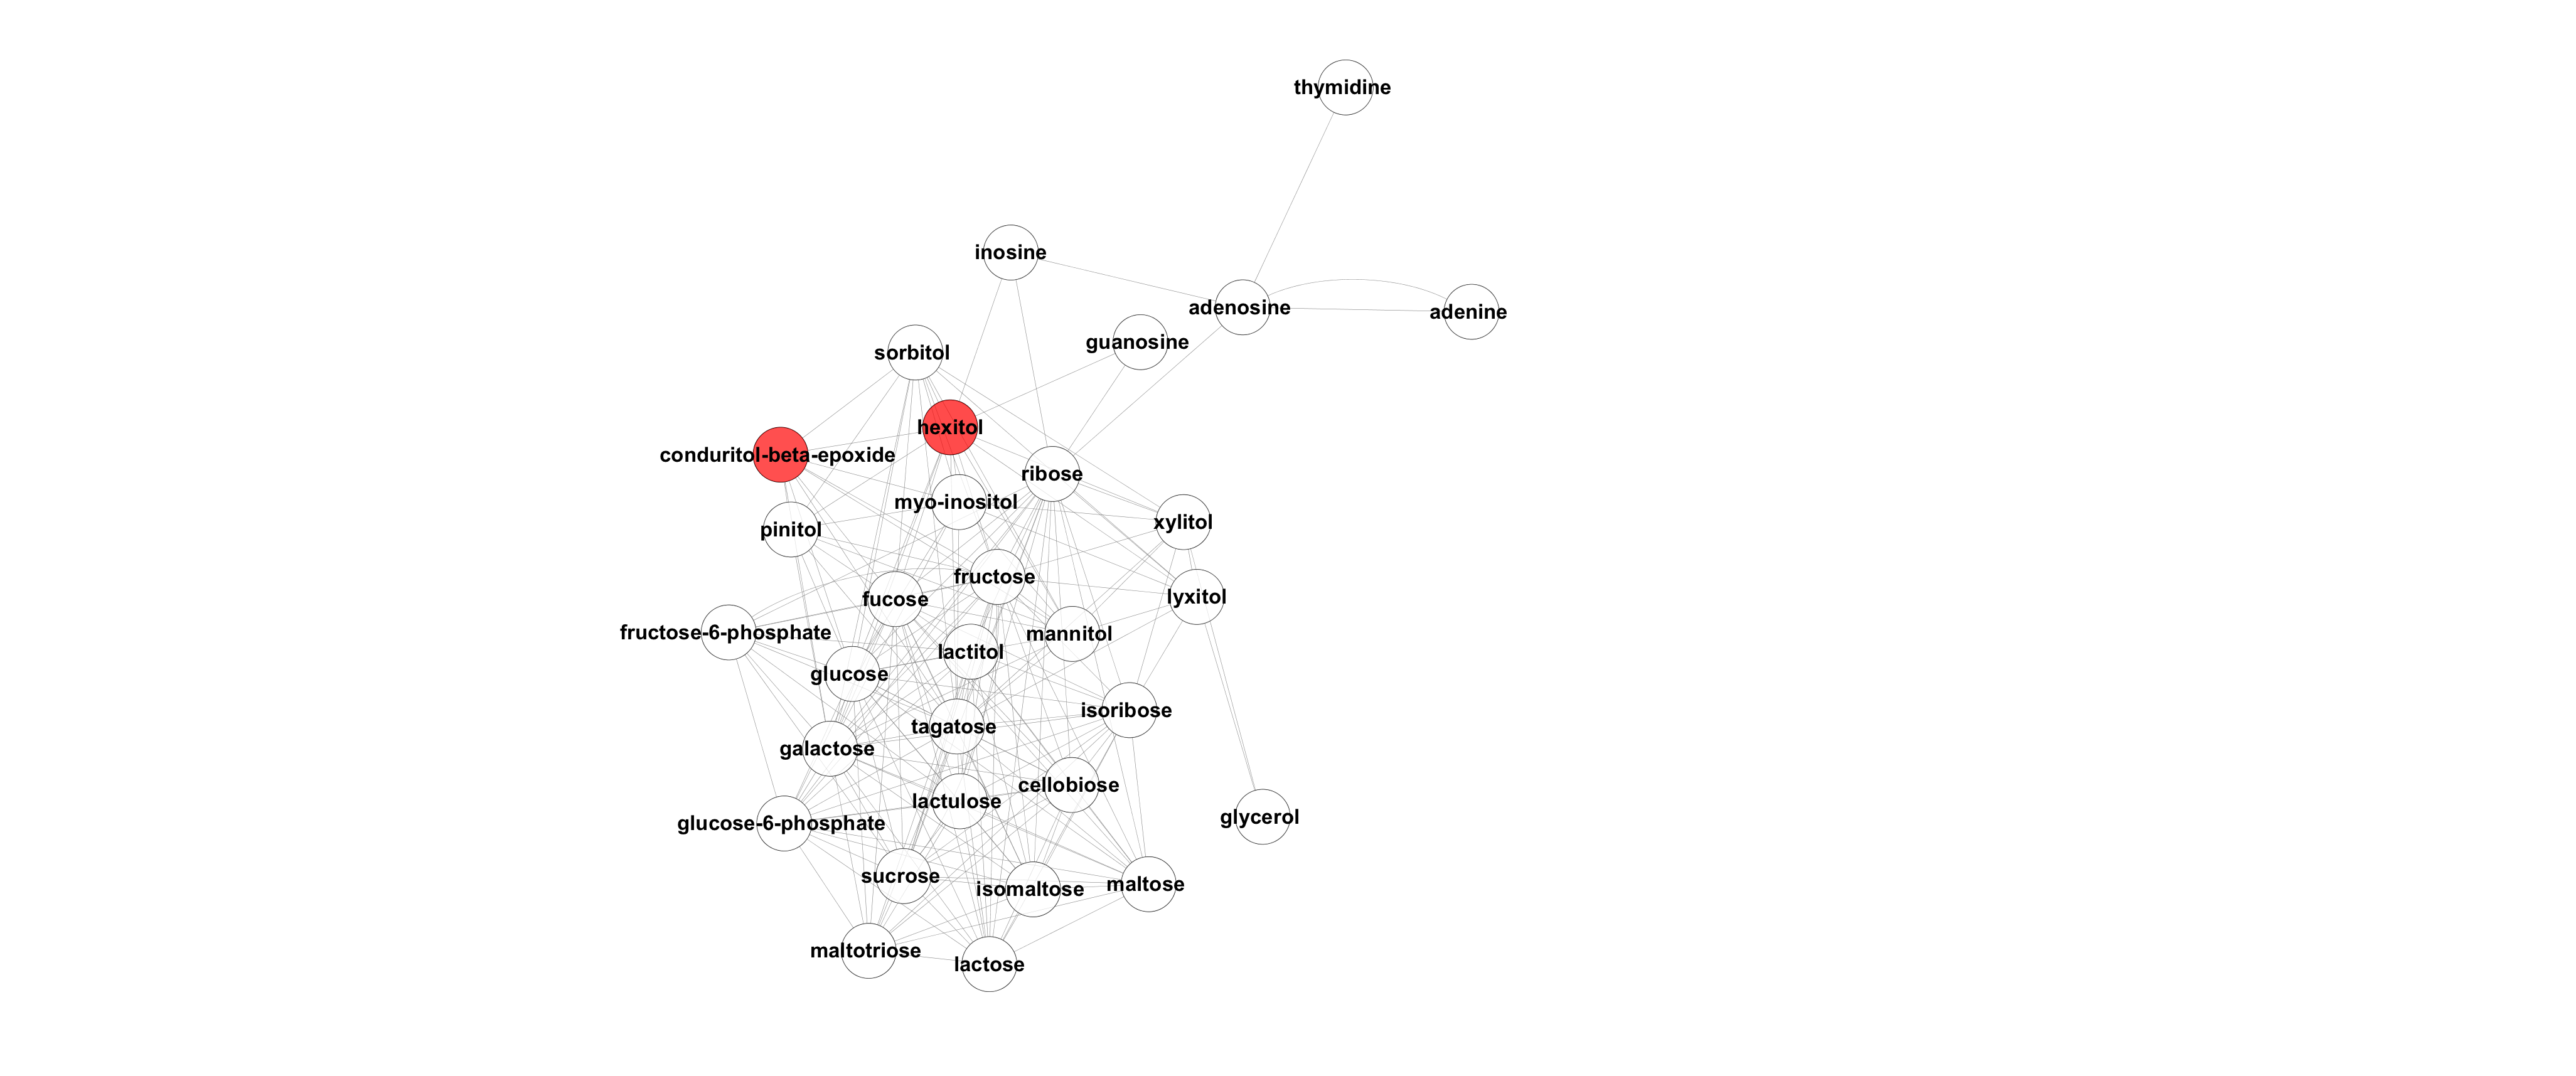 thymidine
inosine
adenosine
adenine
guanosine
sorbitol
hexitol
conduritol-beta-epoxide
ribose
myo-inositol
xylitol
pinitol
fructose
fucose
lyxitol
fructose-6-phosphate
mannitol
lactitol
glucose
isoribose
tagatose
galactose
cellobiose
lactulose
glycerol
glucose-6-phosphate
sucrose
isomaltose
maltose
maltotriose
lactose